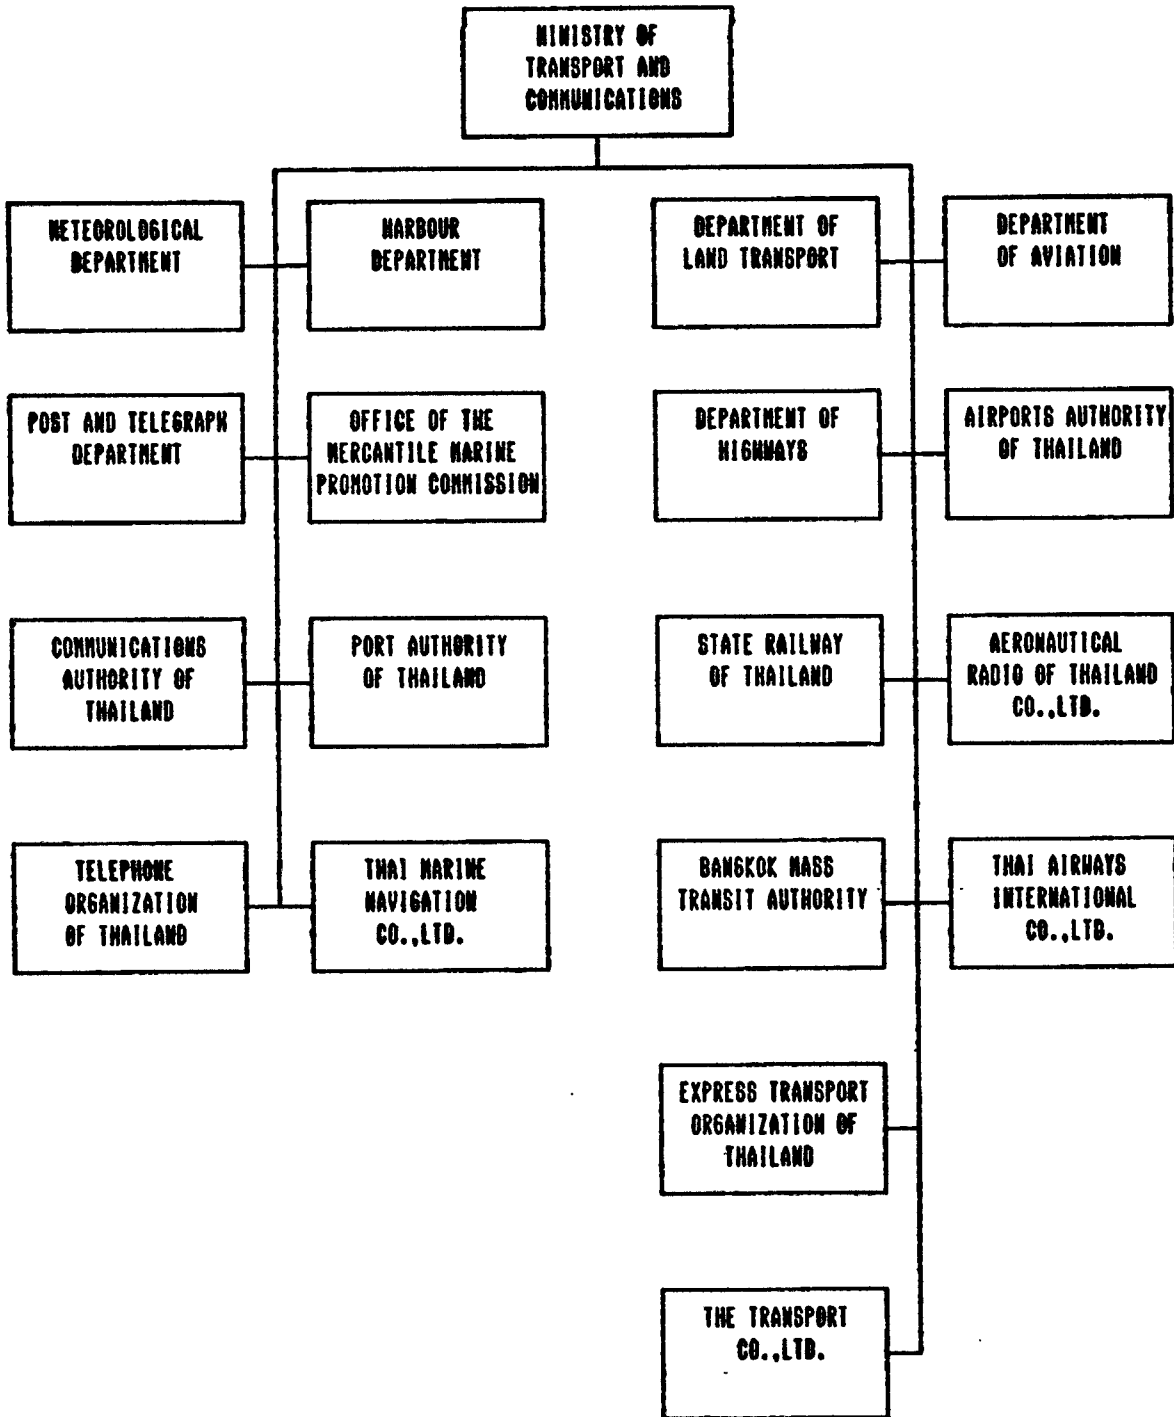 MINISTRY OF
TRANSPORT AND
COMMUNICATIONS
METEOROLOGICAL
DEPARTMENT
HARBOUR
DEPARTMENT
DEPARTMENT OF
LAND TRANSPORT
DEPARTMENT
OF AVIATION
POST AND TELEGRAPH
DEPARTMENT
OFFICE OF THE
MERCANTILE MARINE
PROMOTION COMMISSION
DEPARTMENT OF
HIGHWAYS
AIRPORTS AUTHORITY
OF THAILAND
COMMUNICATIONS
AUTHORITY OF
THAILAND
PORT AUTHORITY
OF THAILAND
STATE RAILWAY
OF THAILAND
AERONAUTICAL
RADIO OF THAILAND
CO.,LTD.
TELEPHONE
ORGANIZATION
OF THAILAND
THAI MARINE
NAVIGATION
CO.,LTD.
BANGKOK MASS
TRANSIT AUTHORITY
THAI AIRWAYS
INTERNATIONAL
CO.,LTD.
EXPRESS TRANSPORT
ORGANIZATION OF
THAILAND
THE TRANSPORT
CO.,LTD.